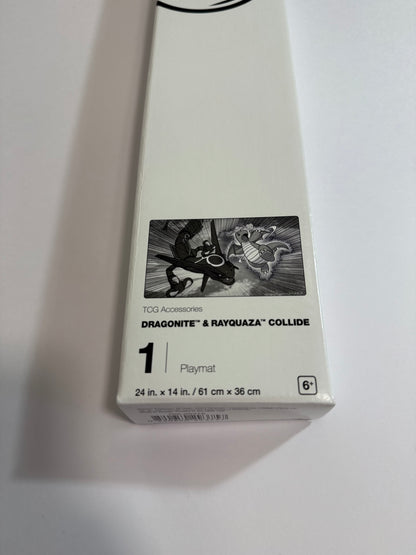 TCG Accessories
DRAGONITE™ & RAYQUAZA™ COLLIDE
1 Playmat
24 in. × 14 in. / 61 cm × 36 cm
6+